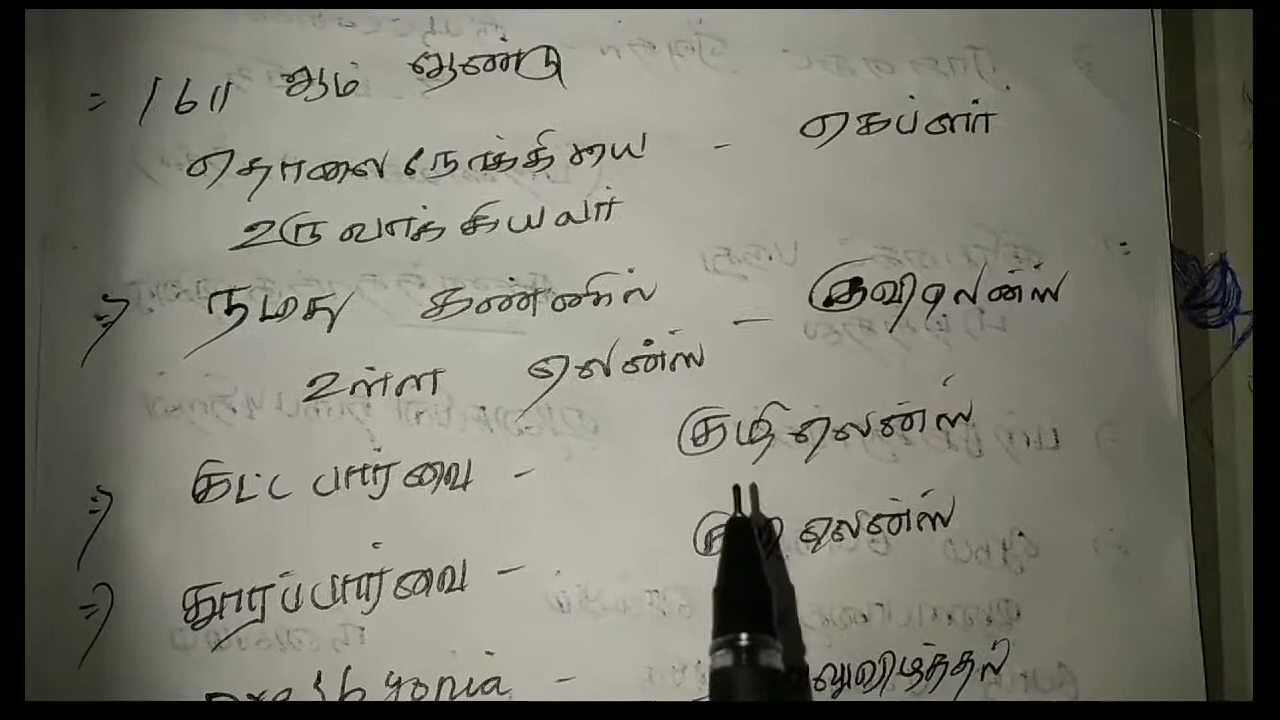 = 1611 ஆம் ஆண்டு
தொலைநோக்கியை - கெப்ளர்
உருவாக்கியவர்
=> நமது கண்ணில் - குவிலென்ஸ்
உள்ள லென்ஸ்
=> கிட்ட பார்வை - குழிலென்ஸ்
=> தூரப்பார்வை - லென்ஸ்